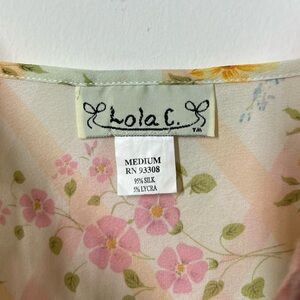 Lola C.
TM
MEDIUM
RN 93308
95% SILK
5% LYCRA